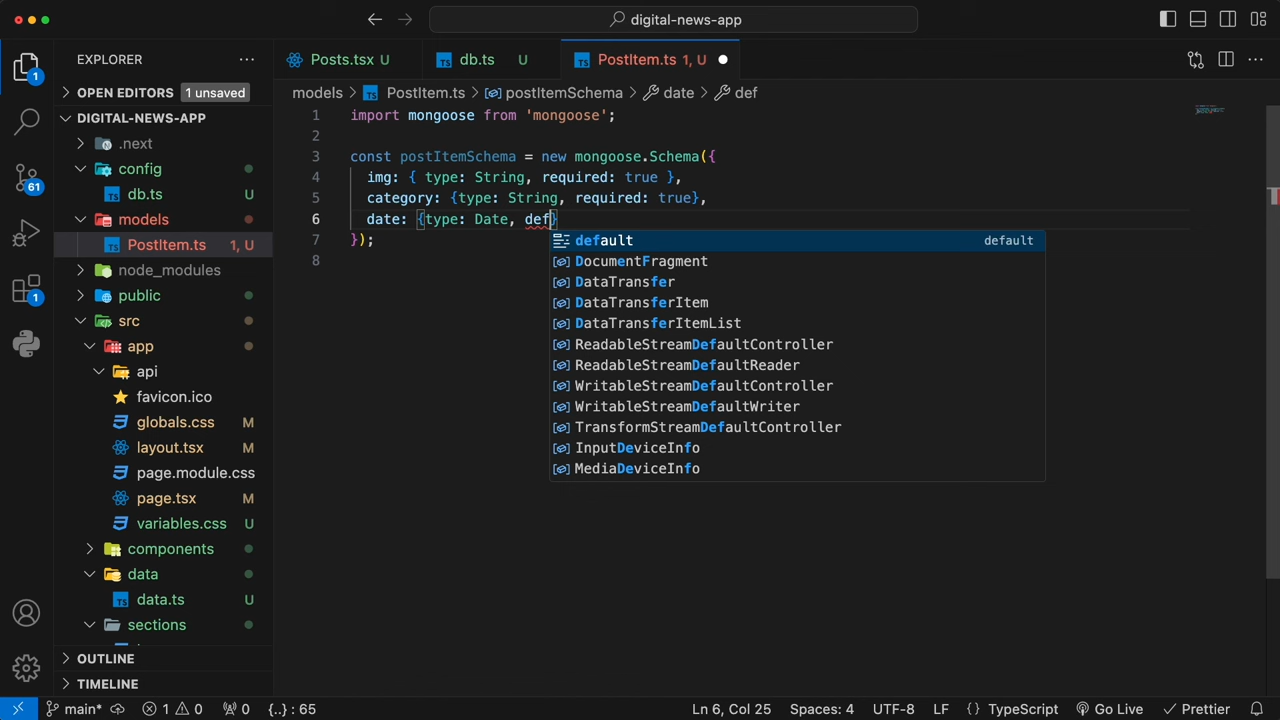 digital-news-app
EXPLORER
OPEN EDITORS 1 unsaved
DIGITAL-NEWS-APP
.next
config
db.ts U
models
PostItem.ts 1, U
node_modules
public
src
app
api
favicon.ico
globals.css M
layout.tsx M
page.module.css
page.tsx M
variables.css U
components
data
data.ts U
sections
OUTLINE
TIMELINE
1
61
1
Posts.tsx U
db.ts U
PostItem.ts 1, U
models > PostItem.ts > postItemSchema > date > def
1 import mongoose from 'mongoose';
2
3 const postItemSchema = new mongoose.Schema({
4 img: { type: String, required: true },
5 category: {type: String, required: true},
6 date: {type: Date, def}
7 });
8
default default
DocumentFragment
DataTransfer
DataTransferItem
DataTransferItemList
ReadableStreamDefaultController
ReadableStreamDefaultReader
WritableStreamDefaultController
WritableStreamDefaultWriter
TransformStreamDefaultController
InputDeviceInfo
MediaDeviceInfo
main* 1 0 0 {..} : 65 Ln 6, Col 25 Spaces: 4 UTF-8 LF {} TypeScript Go Live Prettier